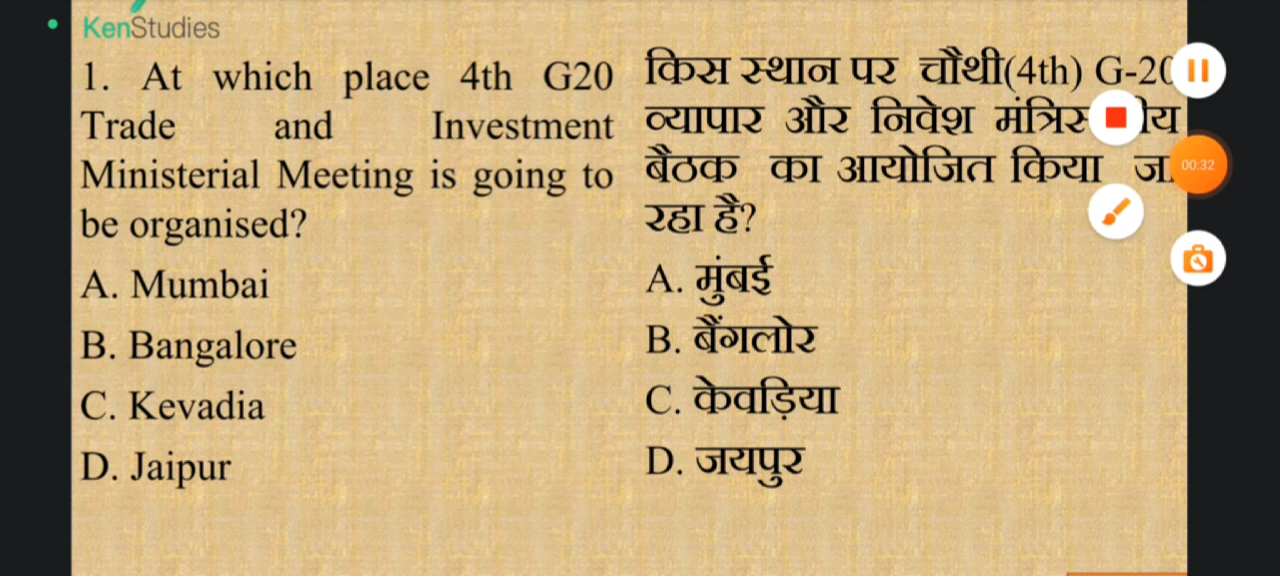 KenStudies
1. At which place 4th G20
Trade and Investment
Ministerial Meeting is going to
be organised?
A. Mumbai
B. Bangalore
C. Kevadia
D. Jaipur
किस स्थान पर चौथी(4th) G-20
व्यापार और निवेश
बैठक का आयोजित किया
रहा है?
A. मुंबई
B. बैंगलोर
C. केवड़िया
D. जयपुर
00:32